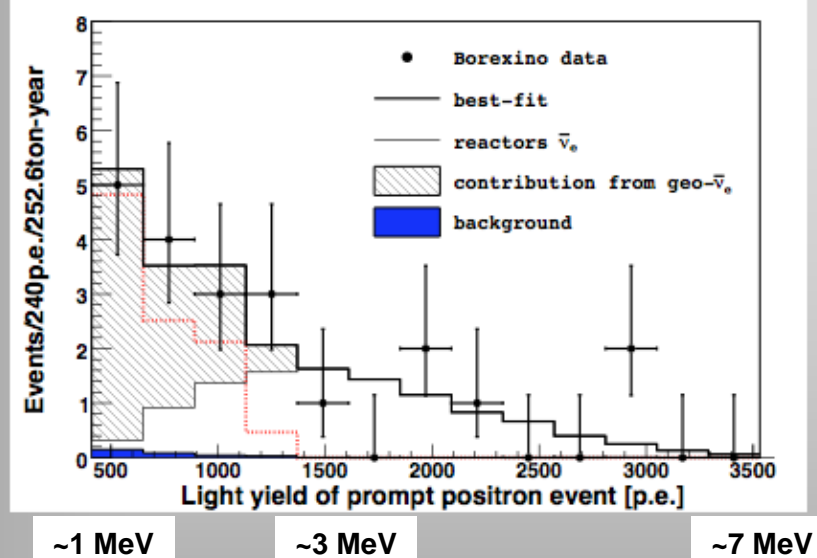 Events/240p.e./252.6ton-year
8
7
6
5
4
3
2
1
0
Borexino data
best-fit
reactors ν̄e
contribution from geo-ν̄e
background
500 1000 1500 2000 2500 3000 3500
Light yield of prompt positron event [p.e.]
~1 MeV ~3 MeV ~7 MeV